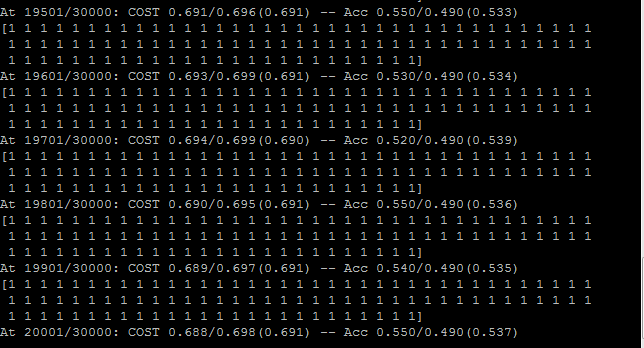 At 19501/30000: COST 0.691/0.696(0.691) -- Acc 0.550/0.490(0.533)
[1 1 1 1 1 1 1 1 1 1 1 1 1 1 1 1 1 1 1 1 1 1 1 1 1 1 1 1 1 1 1 1 1 1 1 1 1
1 1 1 1 1 1 1 1 1 1 1 1 1 1 1 1 1 1 1 1 1 1 1 1 1 1 1 1 1 1 1 1 1 1 1 1 1
1 1 1 1 1 1 1 1 1 1 1 1 1 1 1 1 1 1 1 1 1 1 1 1 1 1]
At 19601/30000: COST 0.693/0.699(0.691) -- Acc 0.530/0.490(0.534)
[1 1 1 1 1 1 1 1 1 1 1 1 1 1 1 1 1 1 1 1 1 1 1 1 1 1 1 1 1 1 1 1 1 1 1 1 1
1 1 1 1 1 1 1 1 1 1 1 1 1 1 1 1 1 1 1 1 1 1 1 1 1 1 1 1 1 1 1 1 1 1 1 1 1
1 1 1 1 1 1 1 1 1 1 1 1 1 1 1 1 1 1 1 1 1 1 1 1 1 1]
At 19701/30000: COST 0.694/0.699(0.690) -- Acc 0.520/0.490(0.539)
[1 1 1 1 1 1 1 1 1 1 1 1 1 1 1 1 1 1 1 1 1 1 1 1 1 1 1 1 1 1 1 1 1 1 1 1 1
1 1 1 1 1 1 1 1 1 1 1 1 1 1 1 1 1 1 1 1 1 1 1 1 1 1 1 1 1 1 1 1 1 1 1 1 1
1 1 1 1 1 1 1 1 1 1 1 1 1 1 1 1 1 1 1 1 1 1 1 1 1 1]
At 19801/30000: COST 0.690/0.695(0.691) -- Acc 0.550/0.490(0.536)
[1 1 1 1 1 1 1 1 1 1 1 1 1 1 1 1 1 1 1 1 1 1 1 1 1 1 1 1 1 1 1 1 1 1 1 1 1
1 1 1 1 1 1 1 1 1 1 1 1 1 1 1 1 1 1 1 1 1 1 1 1 1 1 1 1 1 1 1 1 1 1 1 1 1
1 1 1 1 1 1 1 1 1 1 1 1 1 1 1 1 1 1 1 1 1 1 1 1 1 1]
At 19901/30000: COST 0.689/0.697(0.691) -- Acc 0.540/0.490(0.535)
[1 1 1 1 1 1 1 1 1 1 1 1 1 1 1 1 1 1 1 1 1 1 1 1 1 1 1 1 1 1 1 1 1 1 1 1 1
1 1 1 1 1 1 1 1 1 1 1 1 1 1 1 1 1 1 1 1 1 1 1 1 1 1 1 1 1 1 1 1 1 1 1 1 1
1 1 1 1 1 1 1 1 1 1 1 1 1 1 1 1 1 1 1 1 1 1 1 1 1 1]
At 20001/30000: COST 0.688/0.698(0.691) -- Acc 0.550/0.490(0.537)